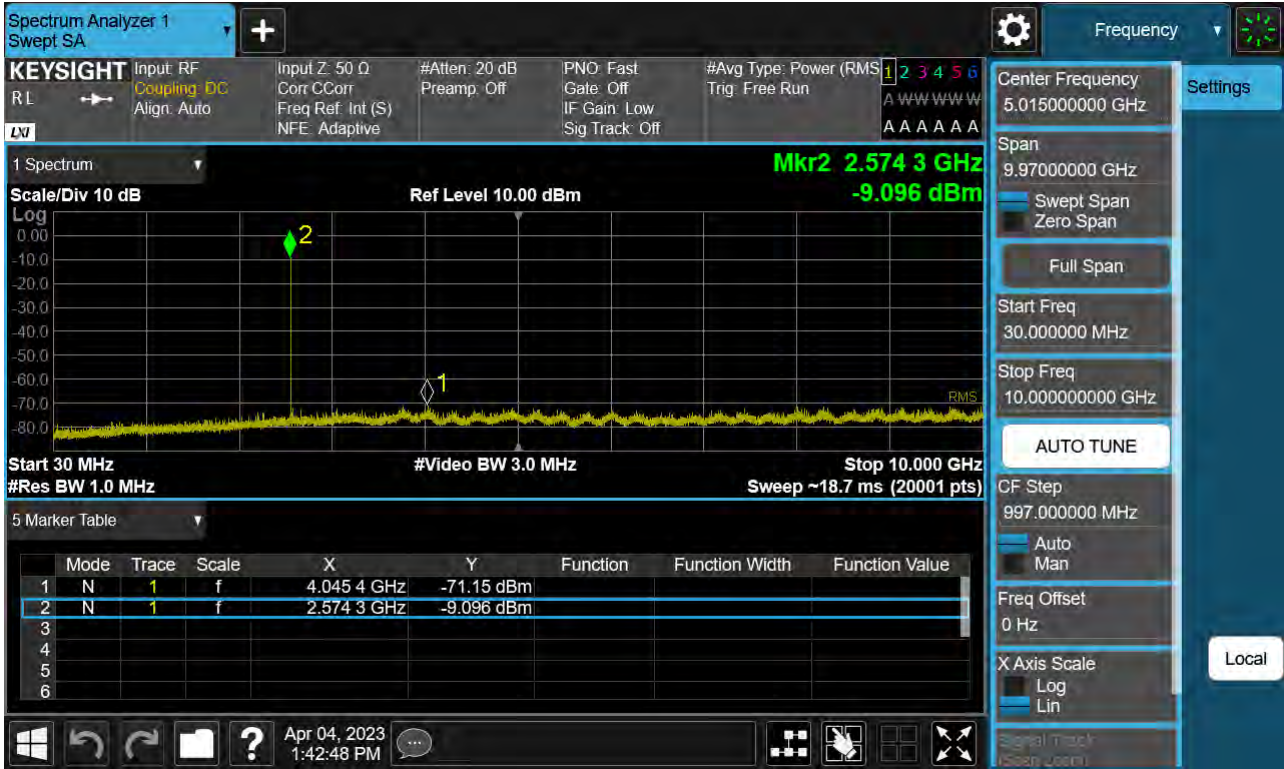 Spectrum Analyzer 1
Swept SA
+
Frequency
KEYSIGHT
RL
LXI
Input: RF
Coupling: DC
Align: Auto
Input Z: 50 Ω
Corr CCorr
Freq Ref: Int (S)
NFE: Adaptive
#Atten: 20 dB
Preamp: Off
PNO: Fast
Gate: Off
IF Gain: Low
Sig Track: Off
#Avg Type: Power (RMS
Trig: Free Run
1 2 3 4 5 6
A W W W W W
A A A A A A
1 Spectrum
Mkr2 2.574 3 GHz
-9.096 dBm
Scale/Div 10 dB
Ref Level 10.00 dBm
Log
0.00
-10.0
-20.0
-30.0
-40.0
-50.0
-60.0
-70.0
-80.0
2
1
RMS
Start 30 MHz
#Video BW 3.0 MHz
Stop 10.000 GHz
#Res BW 1.0 MHz
Sweep ~18.7 ms (20001 pts)
5 Marker Table
Mode Trace Scale X Y Function Function Width Function Value
1 N 1 f 4.045 4 GHz -71.15 dBm
2 N 1 f 2.574 3 GHz -9.096 dBm
3
4
5
6
?
Apr 04, 2023
1:42:48 PM
Center Frequency
5.015000000 GHz
Span
9.97000000 GHz
Swept Span
Zero Span
Full Span
Start Freq
30.000000 MHz
Stop Freq
10.000000000 GHz
AUTO TUNE
CF Step
997.000000 MHz
Auto
Man
Freq Offset
0 Hz
X Axis Scale
Log
Lin
Signal Track
(Span Zoom)
Settings
Local